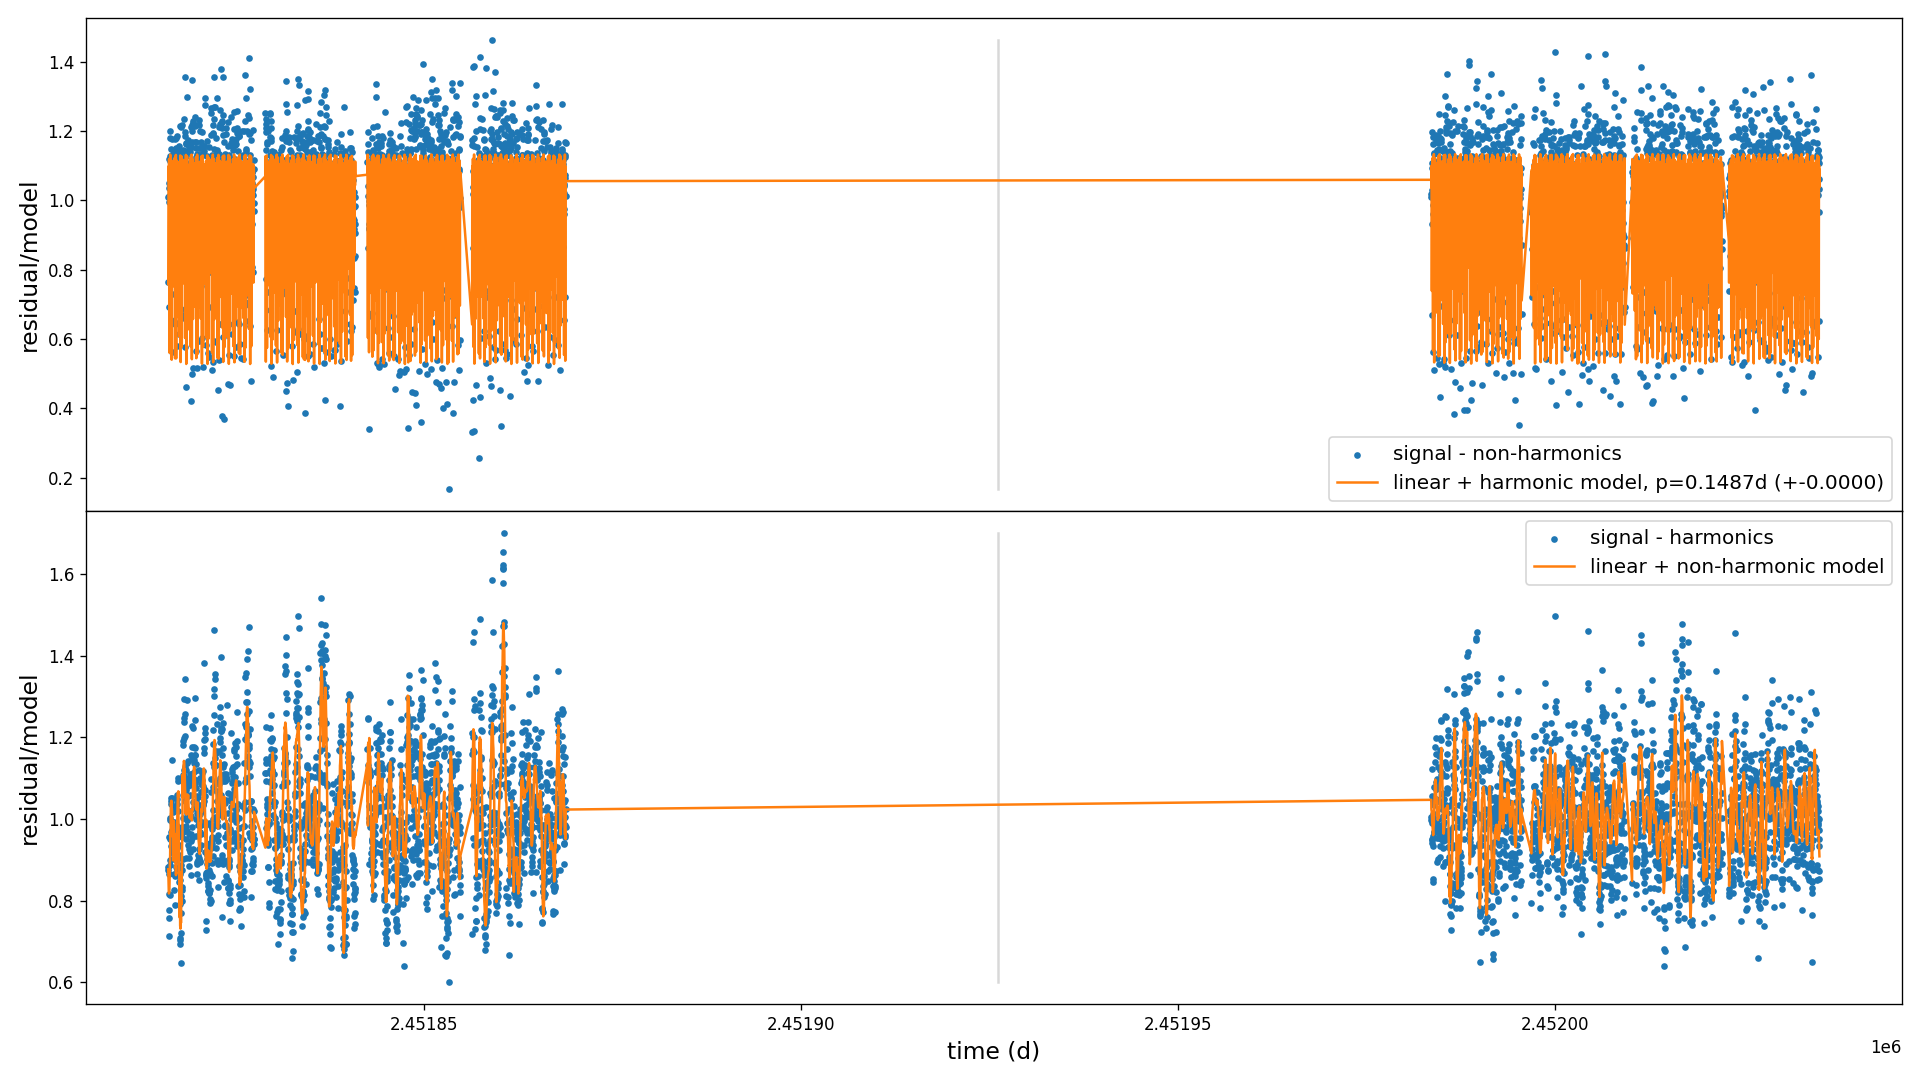 1.4
1.2
1.0
0.8
0.6
0.4
0.2
residual/model
signal - non-harmonics
linear + harmonic model, p=0.1487d (+-0.0000)
signal - harmonics
linear + non-harmonic model
1.6
1.4
1.2
1.0
0.8
0.6
residual/model
2.45185
2.45190
2.45195
2.45200
1e6
time (d)